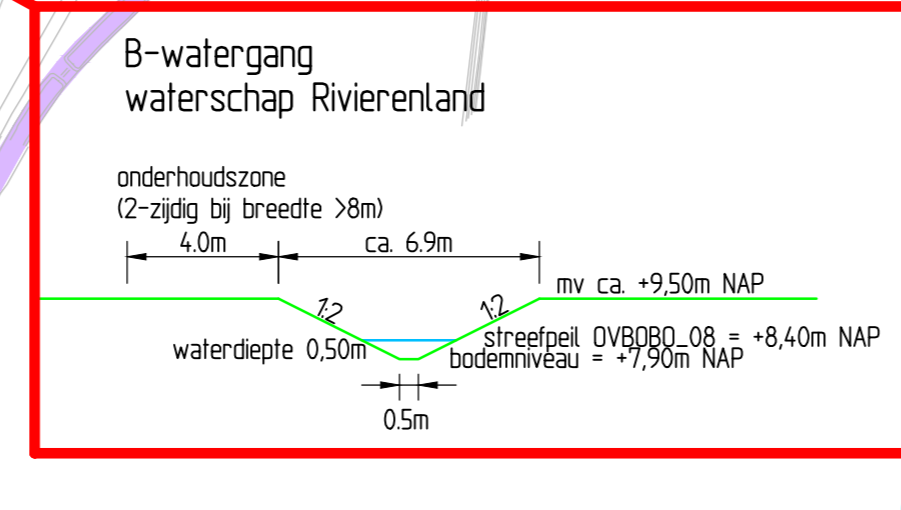 B-watergang
waterschap Rivierenland
onderhoudszone
(2-zijdig bij breedte >8m)
4.0m
ca. 6.9m
mv ca. +9,50m NAP
1:2
1:2
streefpeil OVBOBO_08 = +8,40m NAP
waterdiepte 0,50m
bodemniveau = +7,90m NAP
0.5m